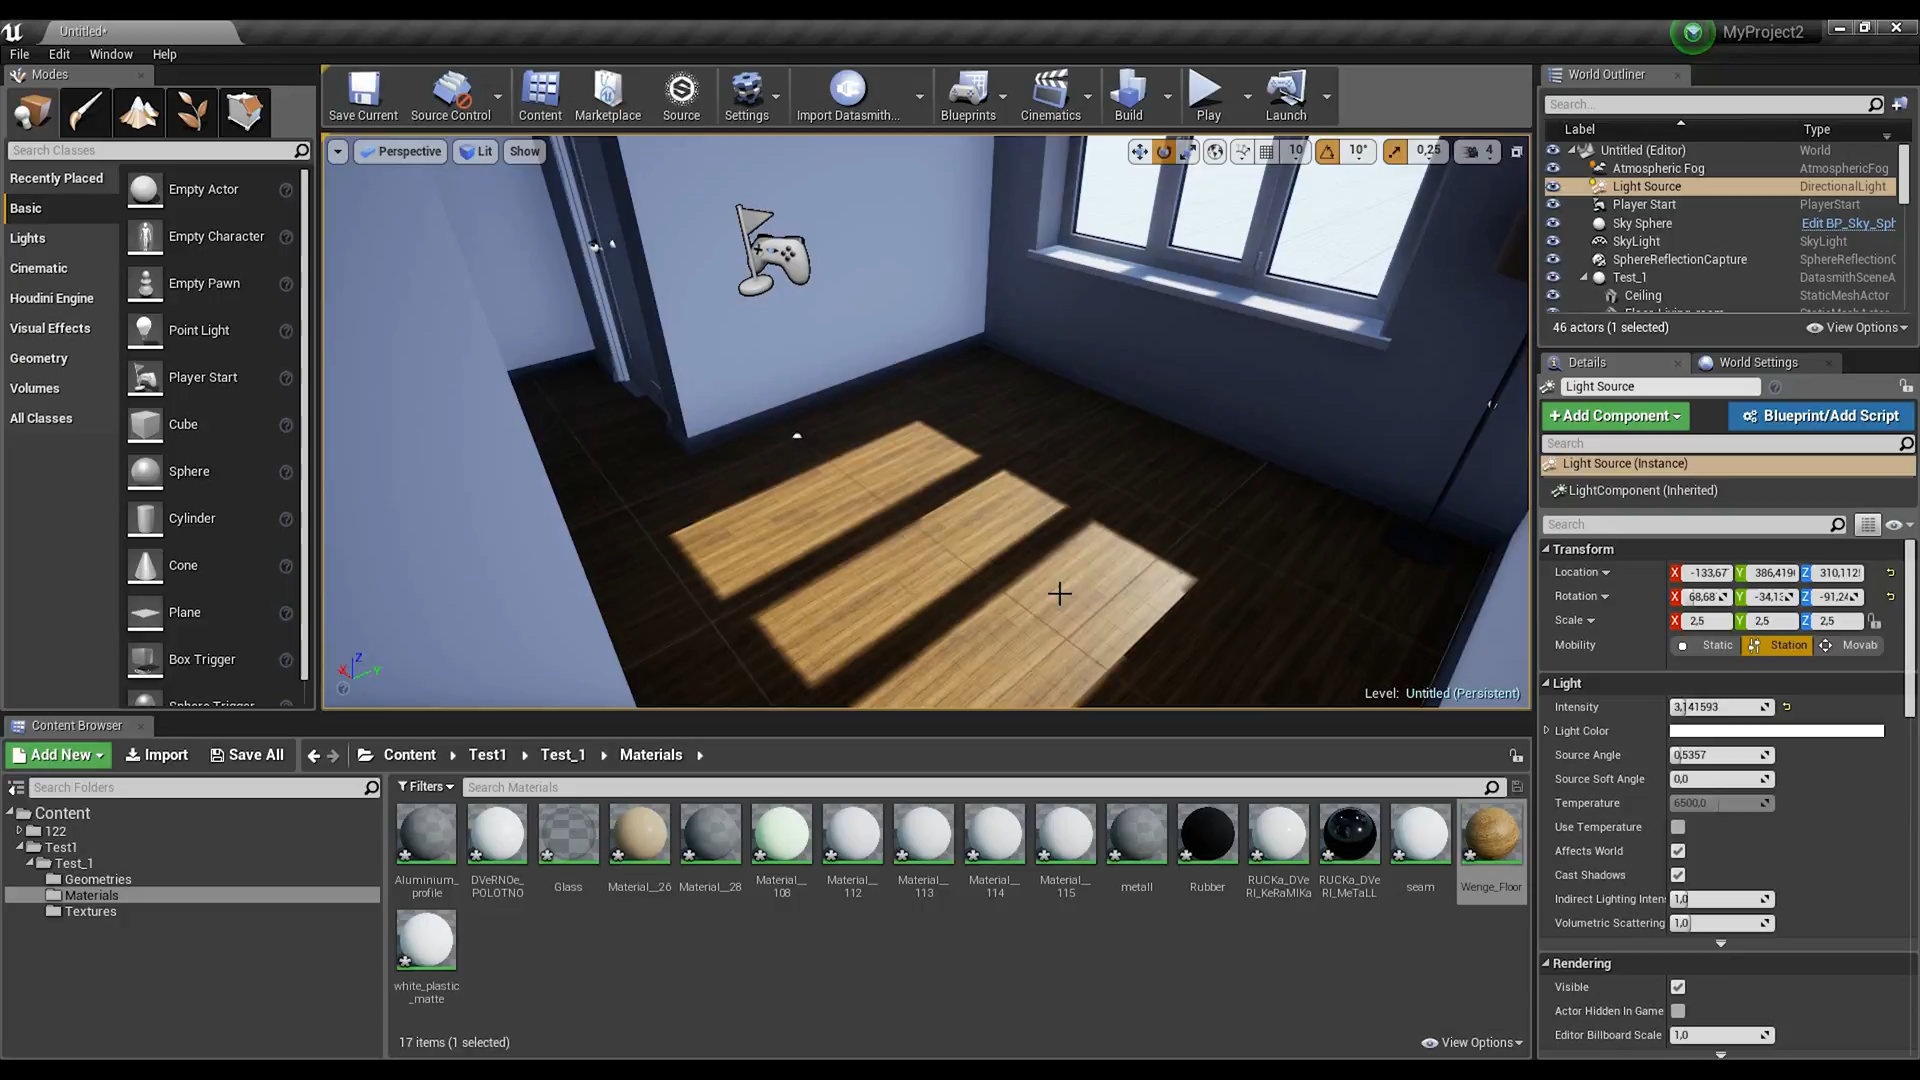 Untitled*
MyProject2
File Edit Window Help
Modes
Search Classes
Recently Placed
Basic
Lights
Cinematic
Houdini Engine
Visual Effects
Geometry
Volumes
All Classes
Empty Actor
Empty Character
Empty Pawn
Point Light
Player Start
Cube
Sphere
Cylinder
Cone
Plane
Box Trigger
Sphere Trigger
Save Current
Source Control
Content
Marketplace
Source
Settings
Import Datasmith...
Blueprints
Cinematics
Build
Play
Launch
Perspective
Lit
Show
10
10°
0,25
4
Z
X
Y
Level: Untitled (Persistent)
World Outliner
Search...
Label Type
Untitled (Editor) World
Atmospheric Fog AtmosphericFog
Light Source DirectionalLight
Player Start PlayerStart
Sky Sphere Edit BP_Sky_Sph
SkyLight SkyLight
SphereReflectionCapture SphereReflectionC
Test_1 DatasmithSceneA
Ceiling StaticMeshActor
46 actors (1 selected)
View Options
Details
World Settings
Light Source
+Add Component
Blueprint/Add Script
Search
Light Source (Instance)
LightComponent (Inherited)
Search
Transform
Location X -133,67 Y 386,419 Z 310,112
Rotation X 68,68 Y -34,13 Z -91,24
Scale X 2,5 Y 2,5 Z 2,5
Mobility Static Station Movab
Light
Intensity 3,141593
Light Color
Source Angle 0,5357
Source Soft Angle 0,0
Temperature 6500,0
Use Temperature
Affects World
Cast Shadows
Indirect Lighting Inten 1,0
Volumetric Scattering 1,0
Rendering
Visible
Actor Hidden In Game
Editor Billboard Scale 1,0
Content Browser
Add New
Import
Save All
Content
Test1
Test_1
Materials
Search Folders
Filters
Search Materials
Content
122
Test1
Test_1
Geometries
Materials
Textures
Aluminium_
profile
DVeRNOe_
POLOTNO
Glass
Material__26
Material__28
Material__
108
Material__
112
Material__
113
Material__
114
Material__
115
metall
Rubber
RUCKa_DVe
RI_KeRaMIKa
RUCKa_DVe
RI_MeTaLL
seam
Wenge_Floor
white_plastic
_matte
17 items (1 selected)
View Options